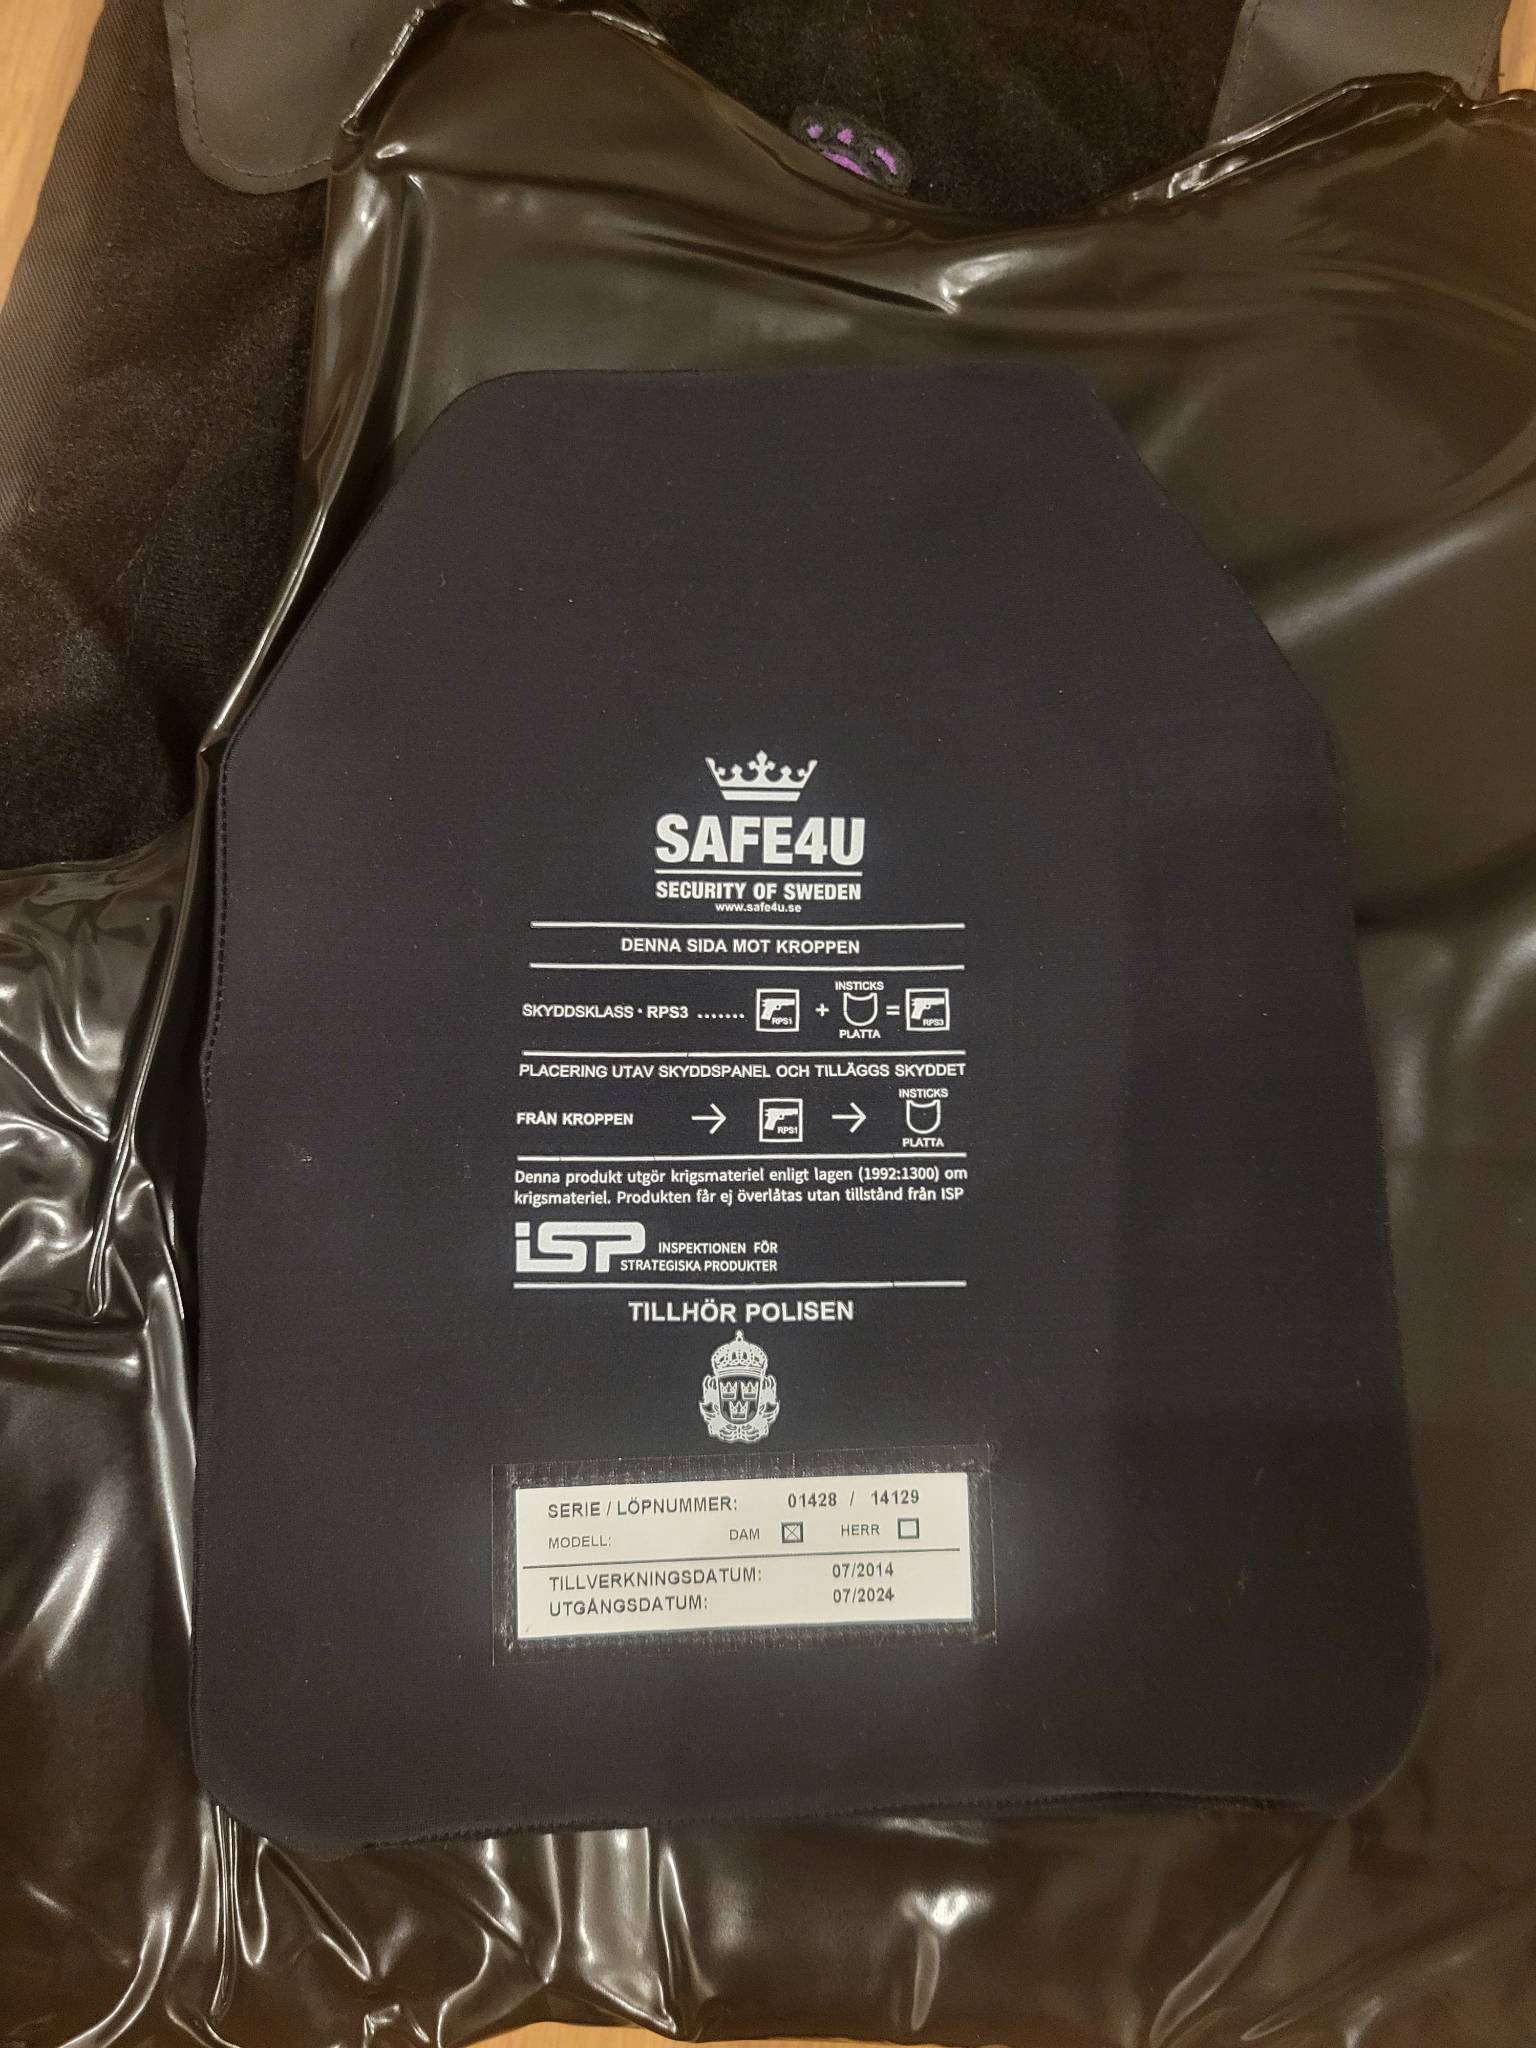 SAFE4U
SECURITY OF SWEDEN
www.safe4u.se
DENNA SIDA MOT KROPPEN
SKYDDSKLASS • RPS3 ....... RPS1 + INSTICKS PLATTA = RPS3
PLACERING UTAV SKYDDSPANEL OCH TILLÄGGS SKYDDET
FRÅN KROPPEN → RPS1 → INSTICKS PLATTA
Denna produkt utgör krigsmateriel enligt lagen (1992:1300) om
krigsmateriel. Produkten får ej överlåtas utan tillstånd från ISP
iSP INSPEKTIONEN FÖR
STRATEGISKA PRODUKTER
TILLHÖR POLISEN
SERIE / LÖPNUMMER: 01428 / 14129
MODELL: DAM ☒ HERR ☐
TILLVERKNINGSDATUM: 07/2014
UTGÅNGSDATUM: 07/2024